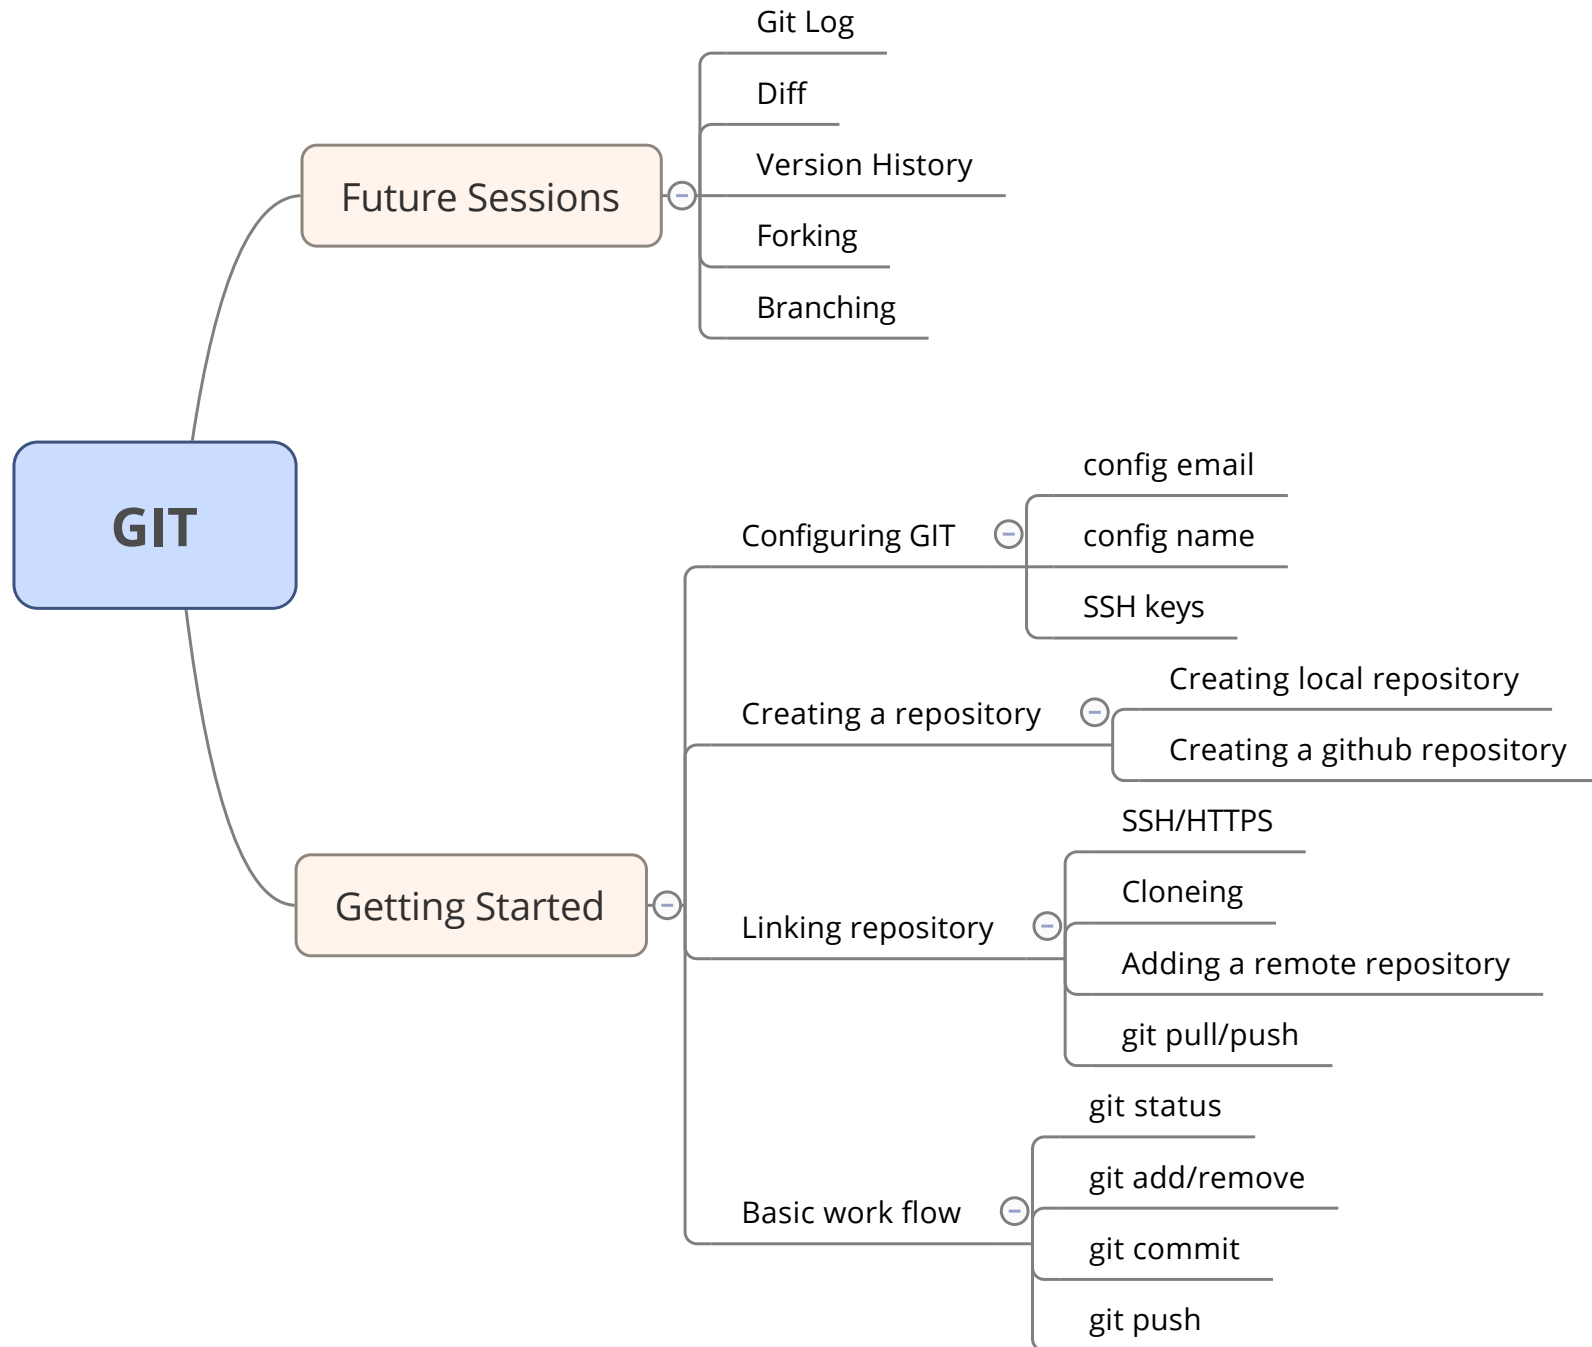 Git Log
Diff
Version History
Future Sessions
Forking
Branching
GIT
config email
Configuring GIT
config name
SSH keys
Creating local repository
Creating a repository
Creating a github repository
SSH/HTTPS
Cloneing
Getting Started
Linking repository
Adding a remote repository
git pull/push
git status
git add/remove
Basic work flow
git commit
git push